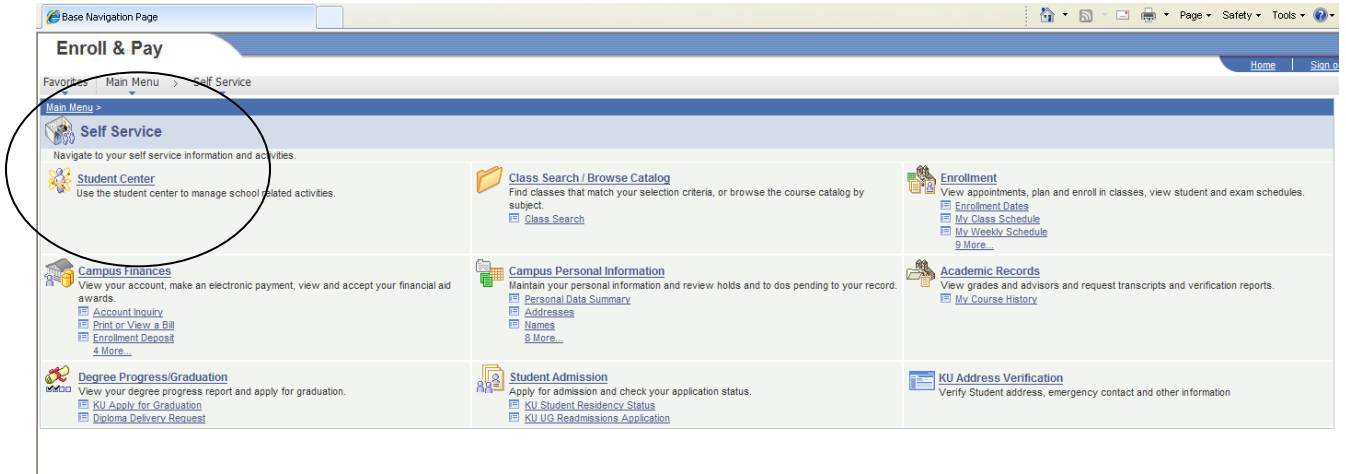 Base Navigation Page
Page
Safety
Tools
Enroll & Pay
Home
Favorites Main Menu > Self Service
Main Menu >
Self Service
Navigate to your self service information and activities.
Student Center
Use the student center to manage school related activities.
Class Search / Browse Catalog
Find classes that match your selection criteria, or browse the course catalog by
subject.
Class Search
Enrollment
View appointments, plan and enroll in classes, view student and exam schedules.
Enrollment Dates
My Class Schedule
My Weekly Schedule
9 More...
Campus Finances
View your account, make an electronic payment, view and accept your financial aid
awards.
Account Inquiry
Print or View a Bill
Enrollment Deposit
4 More...
Campus Personal Information
Maintain your personal information and review holds and to dos pending to your record.
Personal Data Summary
Addresses
Names
8 More...
Academic Records
View grades and advisors and request transcripts and verification reports.
My Course History
Degree Progress/Graduation
View your degree progress report and apply for graduation.
KU Apply for Graduation
Diploma Delivery Request
Student Admission
Apply for admission and check your application status.
KU Student Residency Status
KU UG Readmissions Application
KU Address Verification
Verify Student address, emergency contact and other information